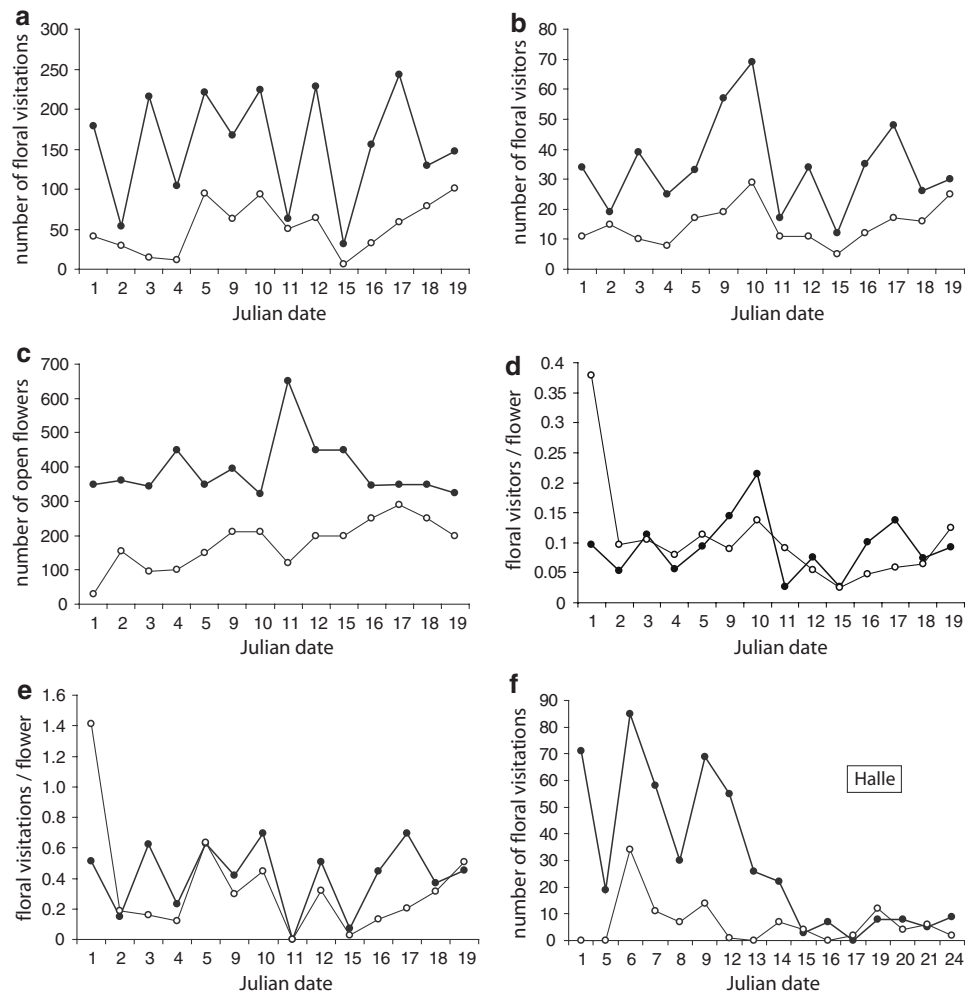 a
number of floral visitations
300
250
200
150
100
50
0
1 2 3 4 5 9 10 11 12 15 16 17 18 19
Julian date
b
number of floral visitors
80
70
60
50
40
30
20
10
0
1 2 3 4 5 9 10 11 12 15 16 17 18 19
Julian date
c
number of open flowers
700
600
500
400
300
200
100
0
1 2 3 4 5 9 10 11 12 15 16 17 18 19
Julian date
d
floral visitors / flower
0.4
0.35
0.3
0.25
0.2
0.15
0.1
0.05
0
1 2 3 4 5 9 10 11 12 15 16 17 18 19
Julian date
e
floral visitations / flower
1.6
1.4
1.2
1.0
0.8
0.6
0.4
0.2
0
1 2 3 4 5 9 10 11 12 15 16 17 18 19
Julian date
f
number of floral visitations
90
80
70
60
50
40
30
20
10
0
Halle
1 5 6 7 8 9 12 13 14 15 16 17 19 20 21 24
Julian date